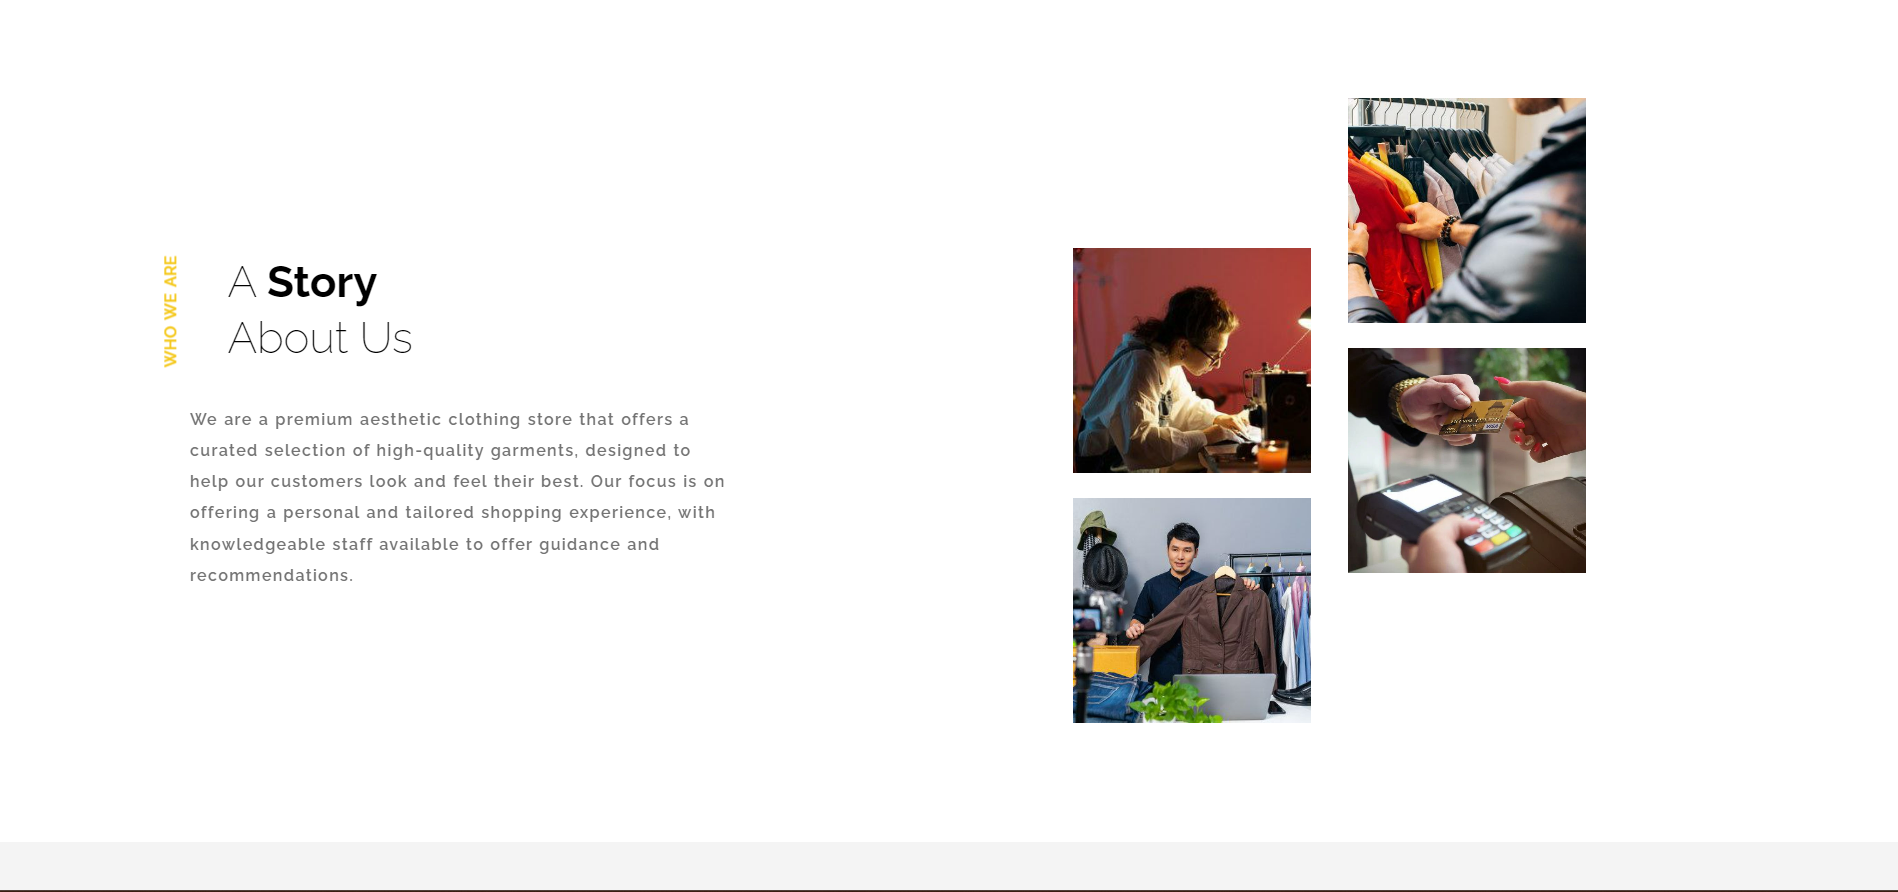 WHO WE ARE
A Story
About Us
We are a premium aesthetic clothing store that offers a
curated selection of high-quality garments, designed to
help our customers look and feel their best. Our focus is on
offering a personal and tailored shopping experience, with
knowledgeable staff available to offer guidance and
recommendations.
VISA